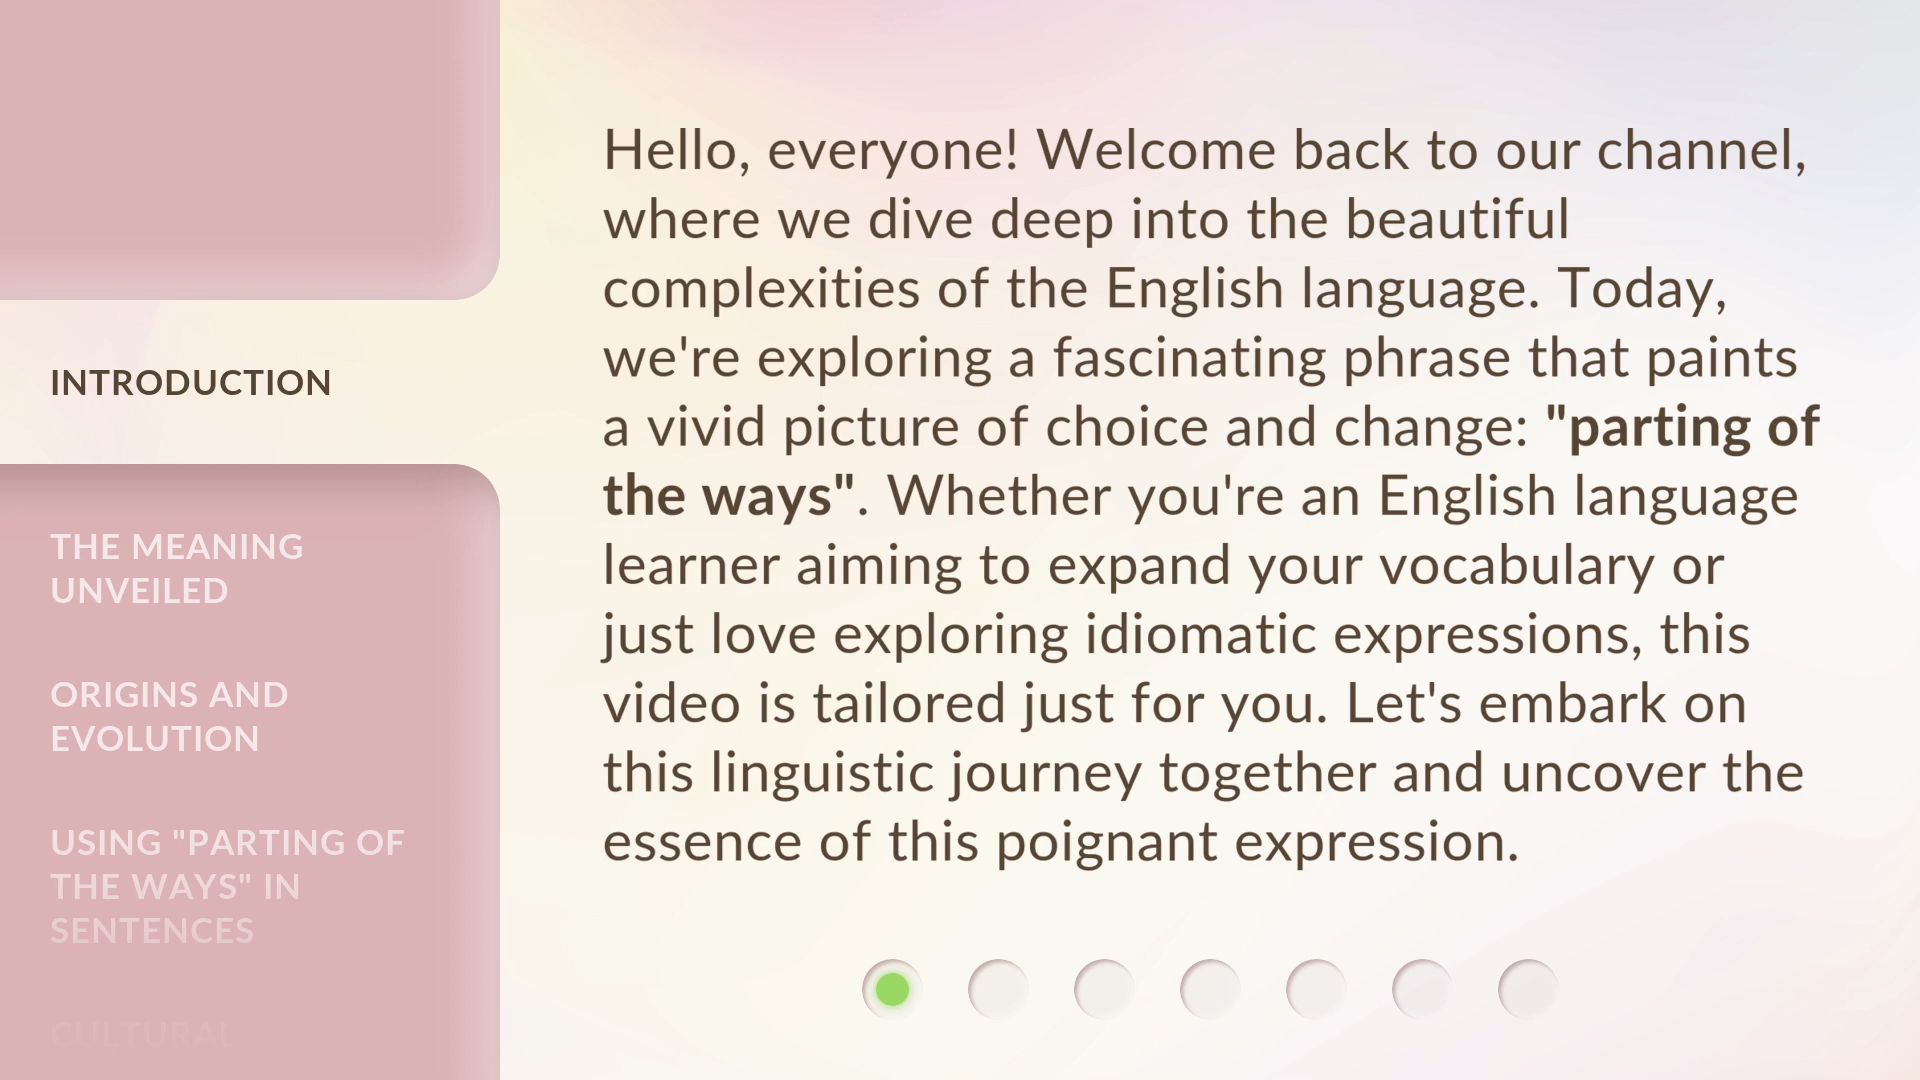 INTRODUCTION
THE MEANING
UNVEILED
ORIGINS AND
EVOLUTION
USING "PARTING OF
THE WAYS" IN
SENTENCES
CULTURAL
Hello, everyone! Welcome back to our channel,
where we dive deep into the beautiful
complexities of the English language. Today,
we're exploring a fascinating phrase that paints
a vivid picture of choice and change: "parting of
the ways". Whether you're an English language
learner aiming to expand your vocabulary or
just love exploring idiomatic expressions, this
video is tailored just for you. Let's embark on
this linguistic journey together and uncover the
essence of this poignant expression.